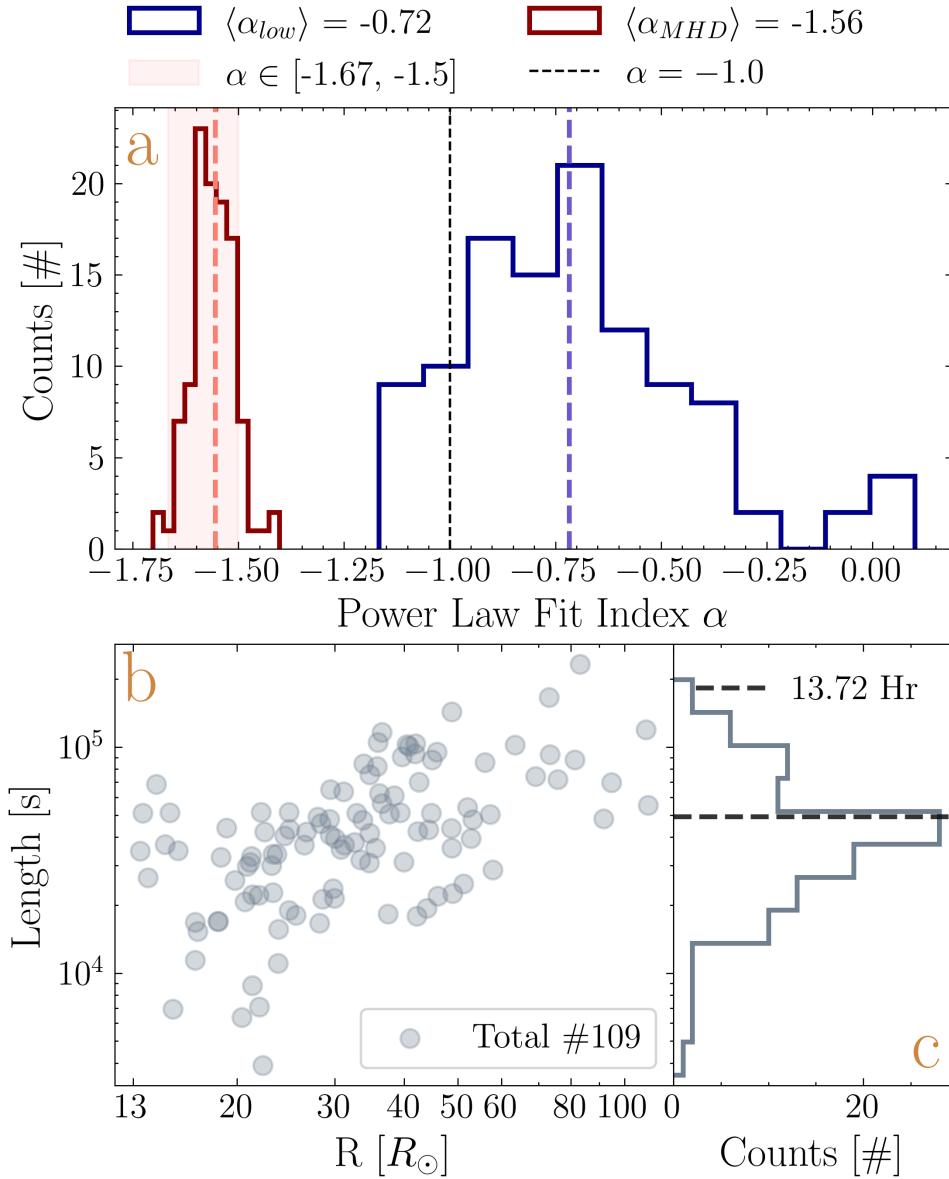 ⟨α_low⟩ = -0.72 ⟨α_MHD⟩ = -1.56
α ∈ [-1.67, -1.5] α = −1.0
a
Counts [#]
20
15
10
5
0
−1.75 −1.50 −1.25 −1.00 −0.75 −0.50 −0.25 0.00
Power Law Fit Index α
b
Length [s]
10^5
10^4
Total #109
13 20 30 40 50 60 80 100
R [R_⊙]
13.72 Hr
c
0 20
Counts [#]